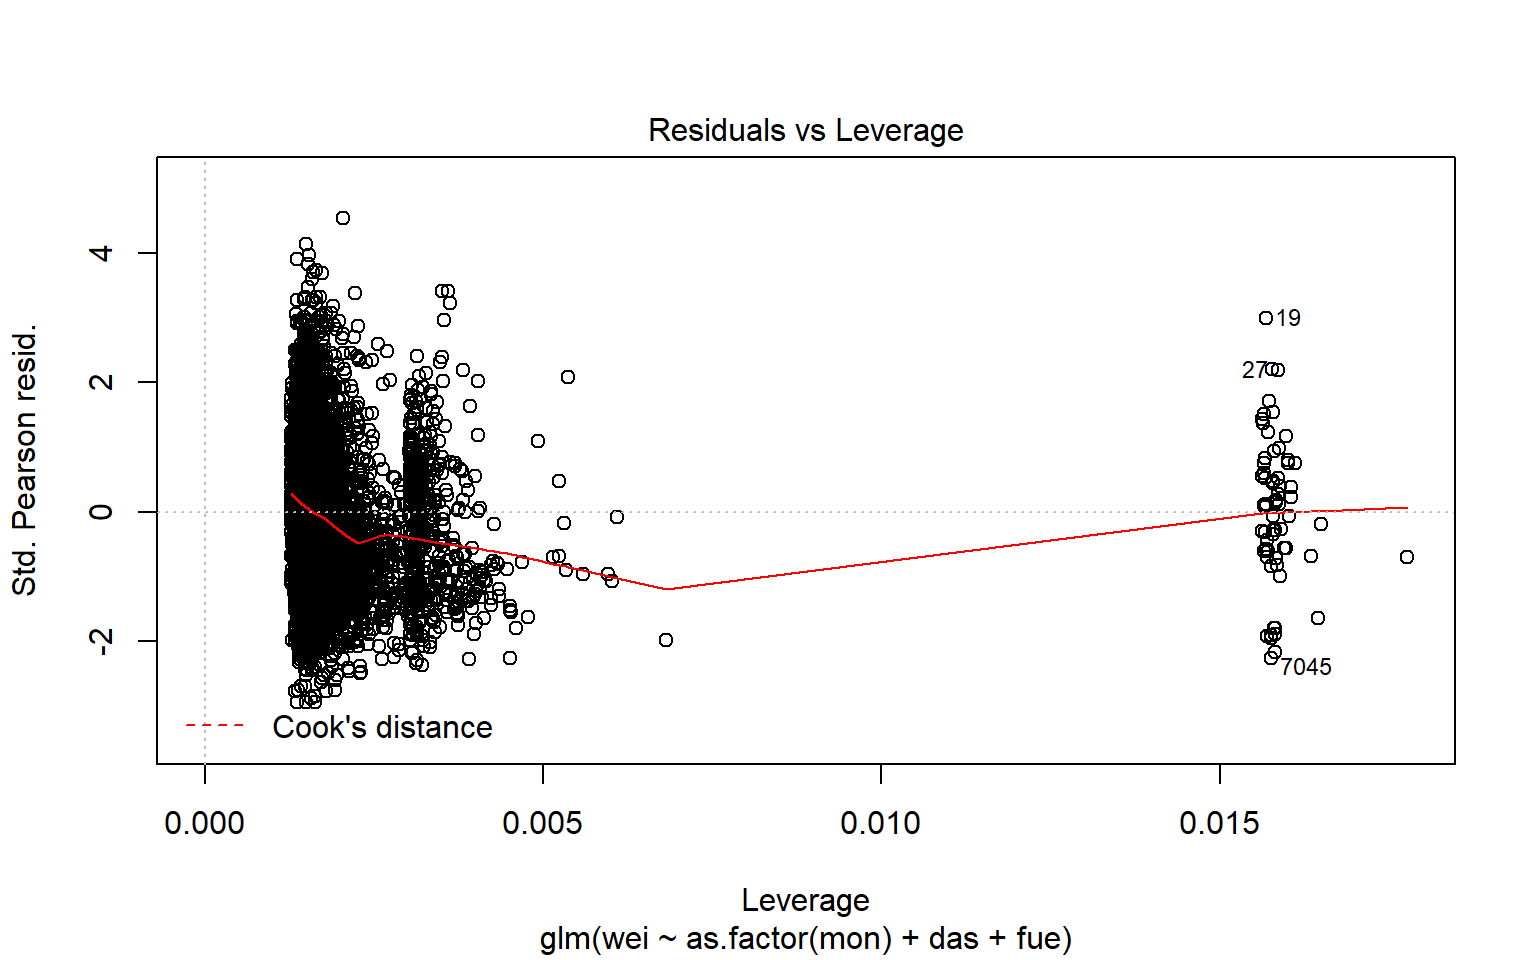 Residuals vs Leverage
Std. Pearson resid.
4
2
0
-2
19
27
7045
Cook's distance
0.000
0.005
0.010
0.015
Leverage
glm(wei ~ as.factor(mon) + das + fue)